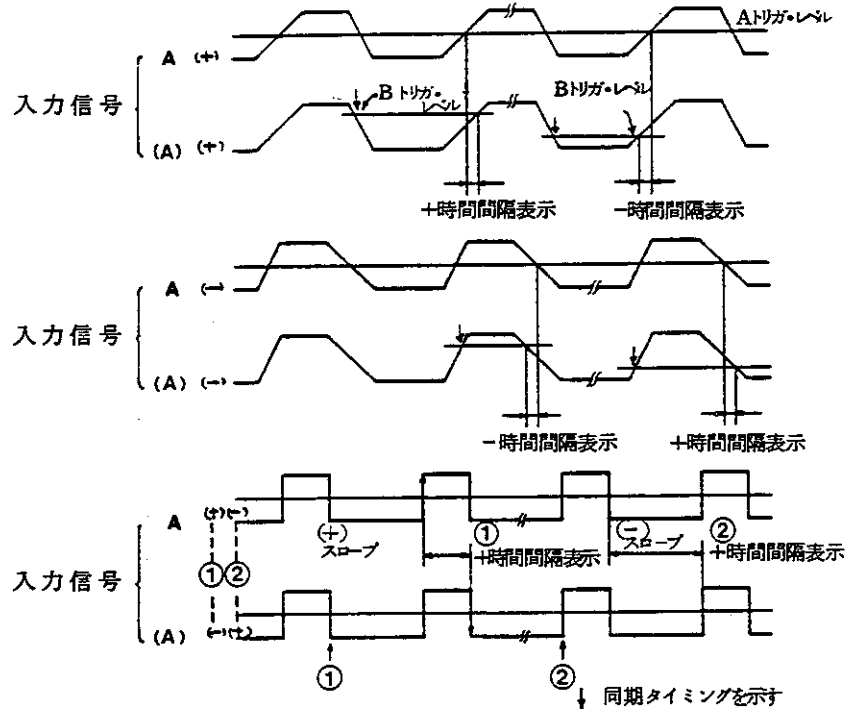 Aトリガ・レベル
A (+)
入力信号
Bトリガ・レベル
Bトリガ・レベル
(A) (+)
+時間間隔表示
-時間間隔表示
A (-)
入力信号
(A) (-)
-時間間隔表示
+時間間隔表示
A (+)(-)
(+)スロープ
①
+時間間隔表示
(-)スロープ
②
+時間間隔表示
入力信号
①②
(A) (-)(+)
①
②
↓ 同期タイミングを示す